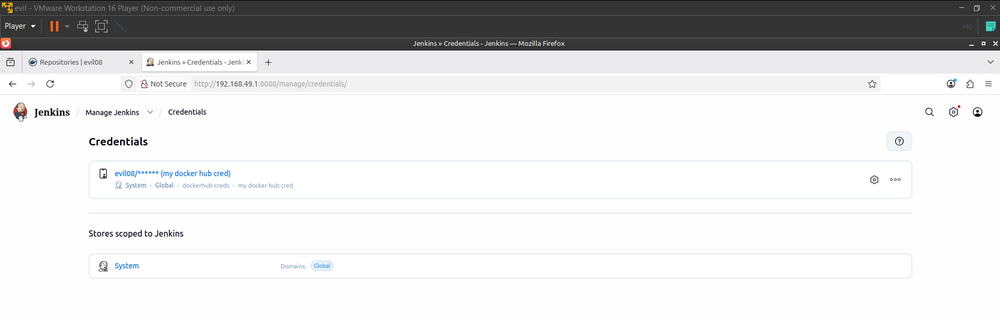 evil - VMware Workstation 16 Player (Non-commercial use only)
Player
Jenkins » Credentials - Jenkins — Mozilla Firefox
Repositories | evil08
Jenkins » Credentials - Jenki
Not Secure http://192.168.49.1:8080/manage/credentials/
Jenkins / Manage Jenkins / Credentials
Credentials
evil08/****** (my docker hub cred)
System - Global - dockerhub-creds - my docker hub cred
Stores scoped to Jenkins
System Domains: Global